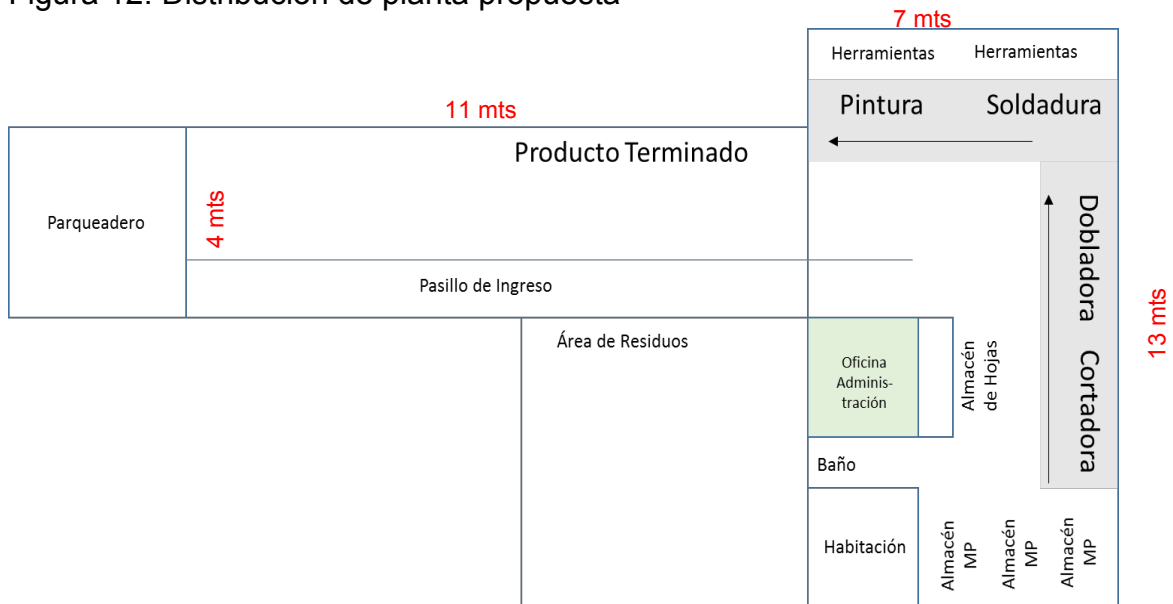 Figura 12. Distribución de planta propuesta
7 mts
Herramientas
Herramientas
Pintura
Soldadura
11 mts
Producto Terminado
Parqueadero
4 mts
Pasillo de Ingreso
Dobladora
Cortadora
13 mts
Área de Residuos
Oficina
Adminis-
tración
Almacén
de Hojas
Baño
Habitación
Almacén
MP
Almacén
MP
Almacén
MP